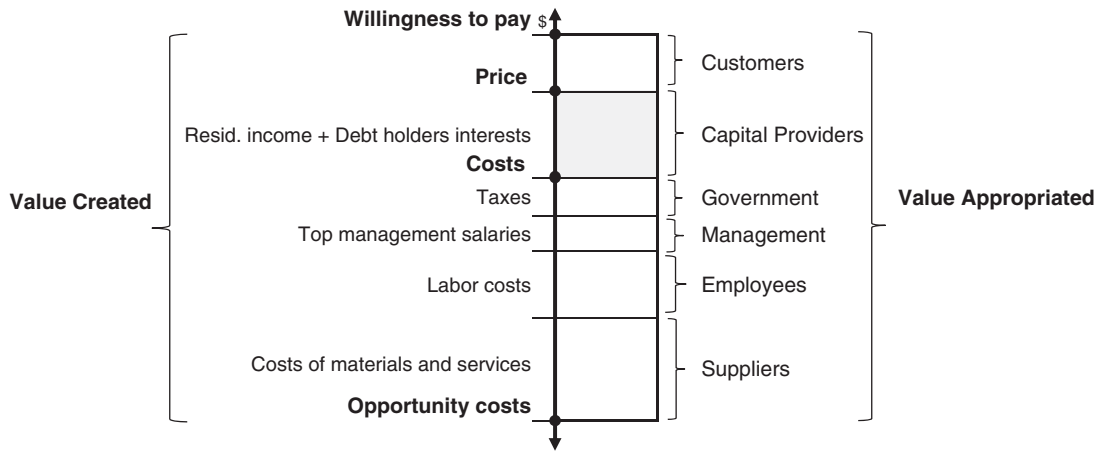 Willingness to pay $
Customers
Price
Resid. income + Debt holders interests
Capital Providers
Costs
Value Created
Taxes
Government
Value Appropriated
Top management salaries
Management
Labor costs
Employees
Costs of materials and services
Suppliers
Opportunity costs